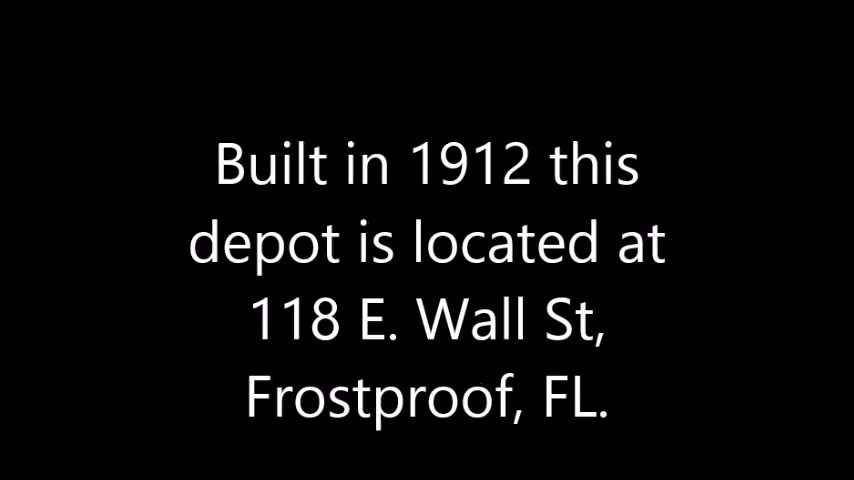 Built in 1912 this
depot is located at
118 E. Wall St,
Frostproof, FL.